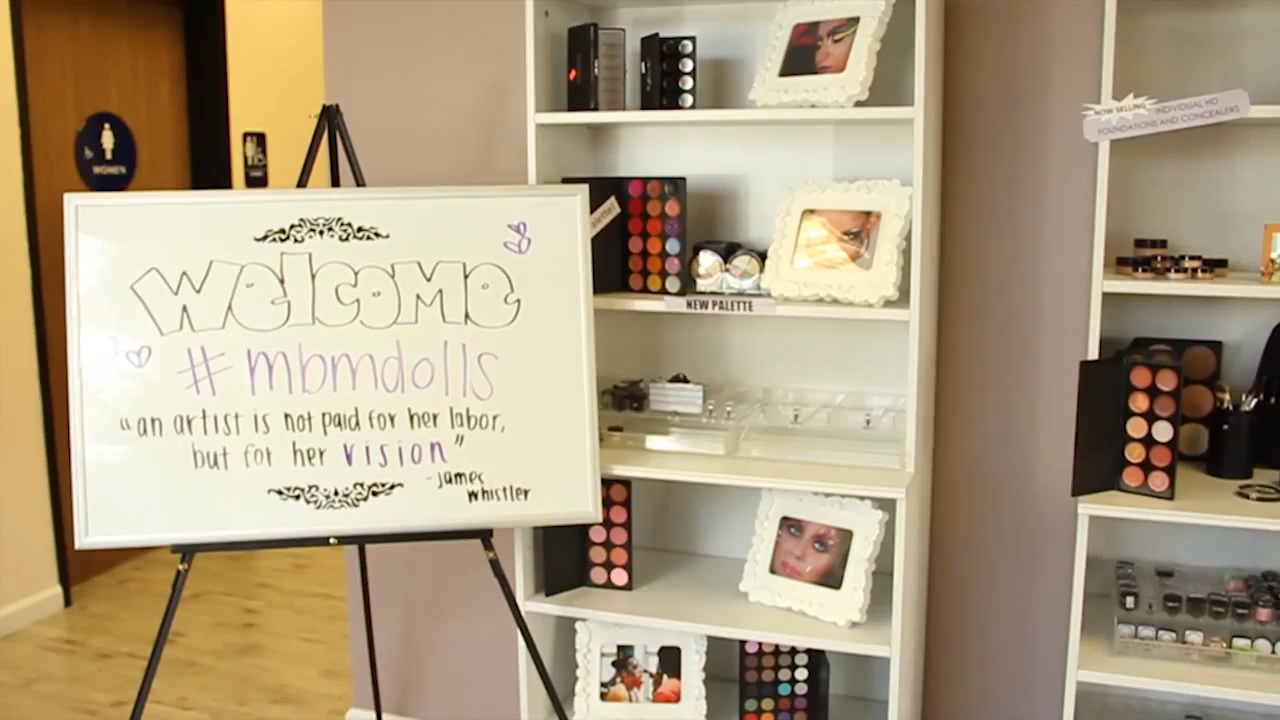 WOMEN
welcome
#mbmdolls
"an artist is not paid for her labor,
but for her vision"
-james
whistler
NEW PALETTE
NOW SELLING INDIVIDUAL HD
FOUNDATIONS AND CONCEALERS